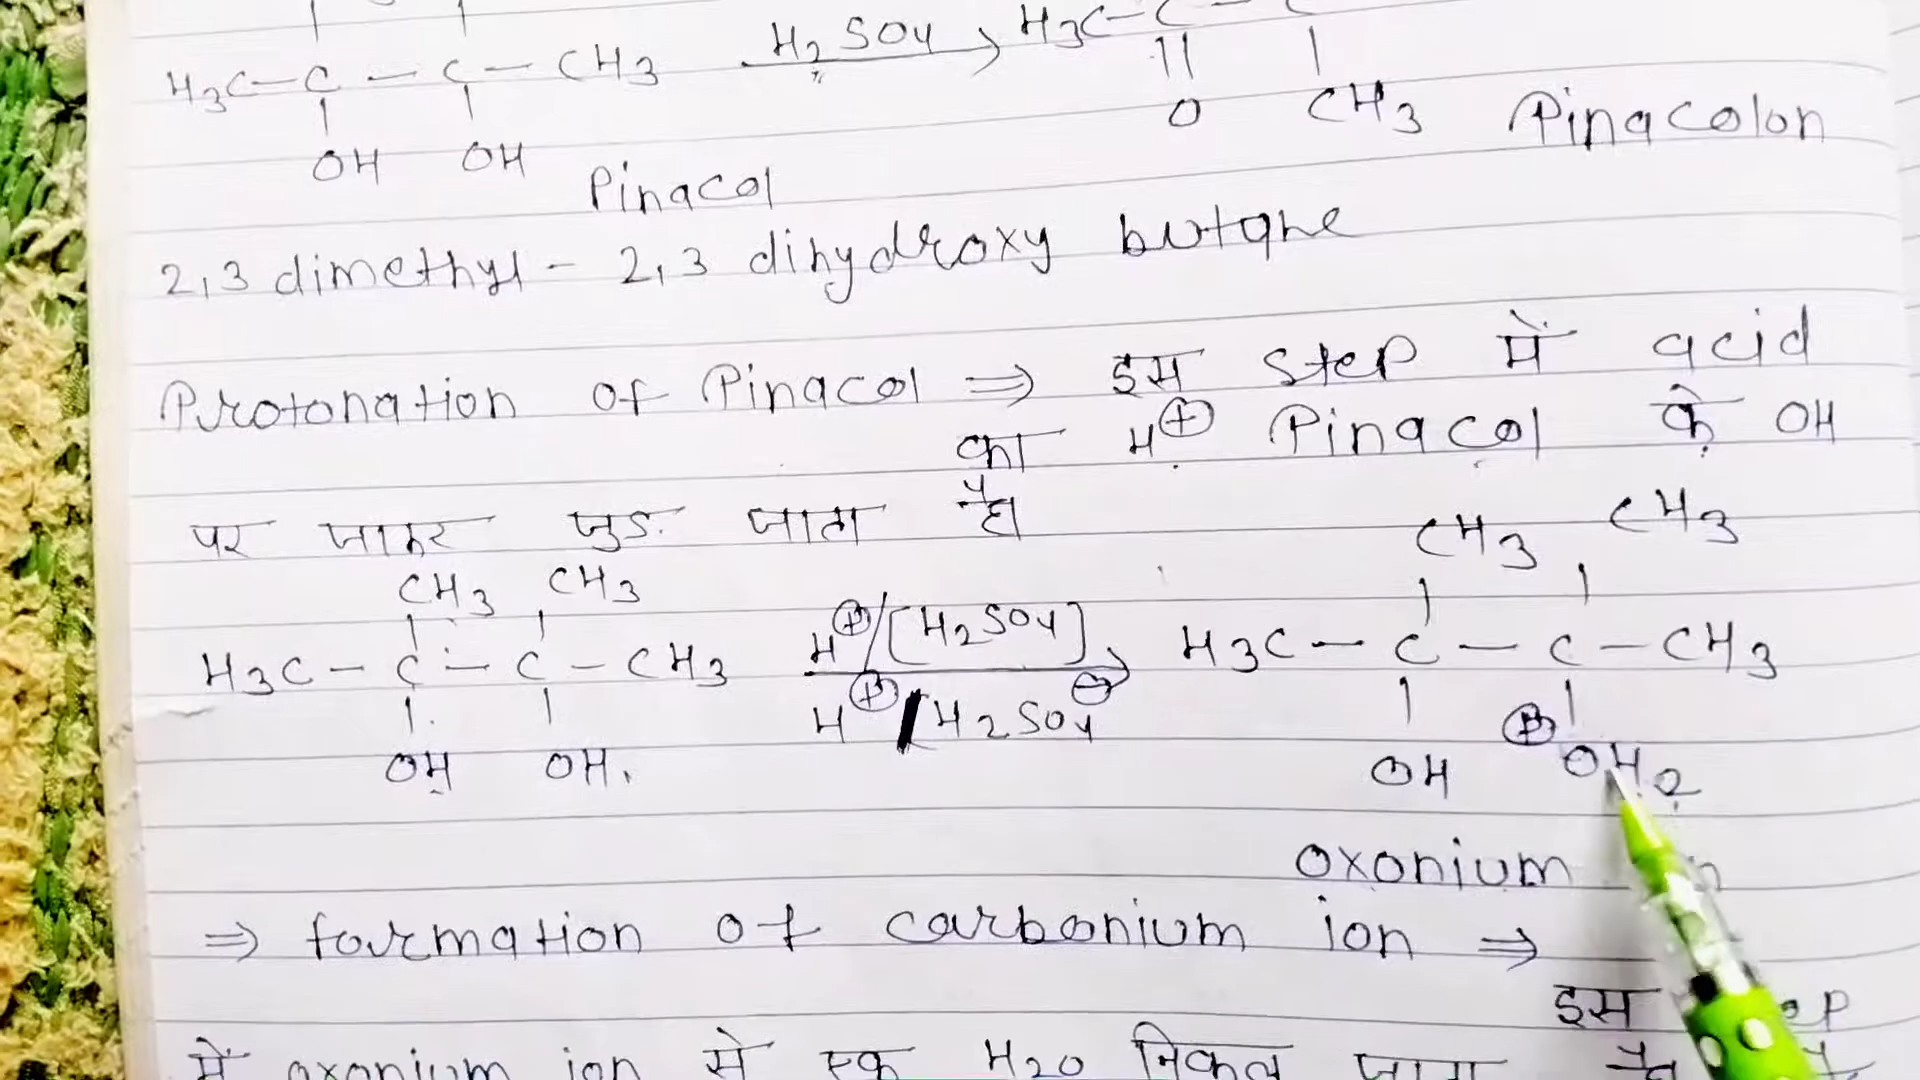 H3C - C - C - CH3 H2SO4 → H3C - C - C
OH OH O CH3 Pinacolon
Pinacol
2,3 dimethyl - 2,3 dihydroxy butane
Protonation of Pinacol ⇒ इस step में acid
का H⊕ Pinacol के OH
पर जाकर जुड़ जाता है
CH3 CH3 CH3 CH3
H3C - C - C - CH3 H⊕/[H2SO4] → H3C - C - C - CH3
H⊕/H2SO4⊖
OH OH. OH ⊕OH2
oxonium
⇒ formation of carbonium ion ⇒
इस
में oxonium ion से एक H2O निकल जाता है